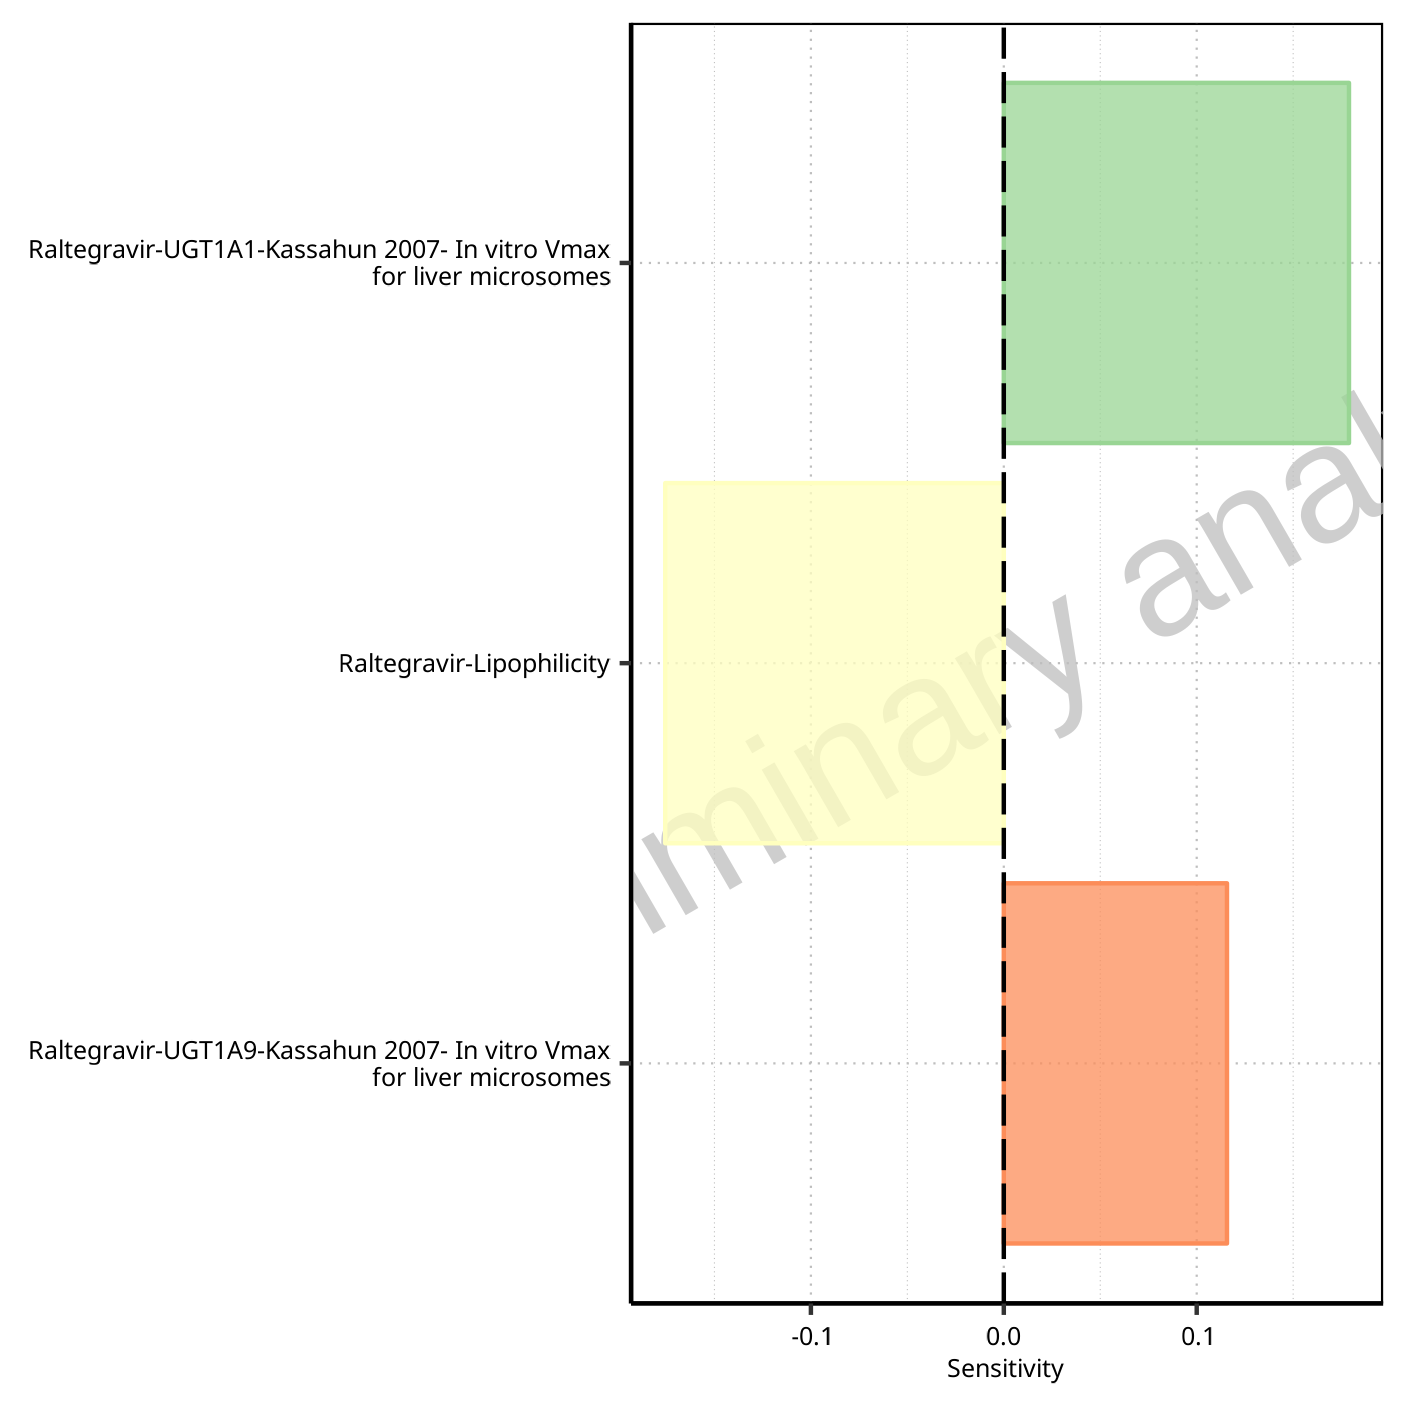 Raltegravir-UGT1A1-Kassahun 2007- In vitro Vmax
for liver microsomes
Raltegravir-Lipophilicity
Raltegravir-UGT1A9-Kassahun 2007- In vitro Vmax
for liver microsomes
-0.1
0.0
0.1
Sensitivity